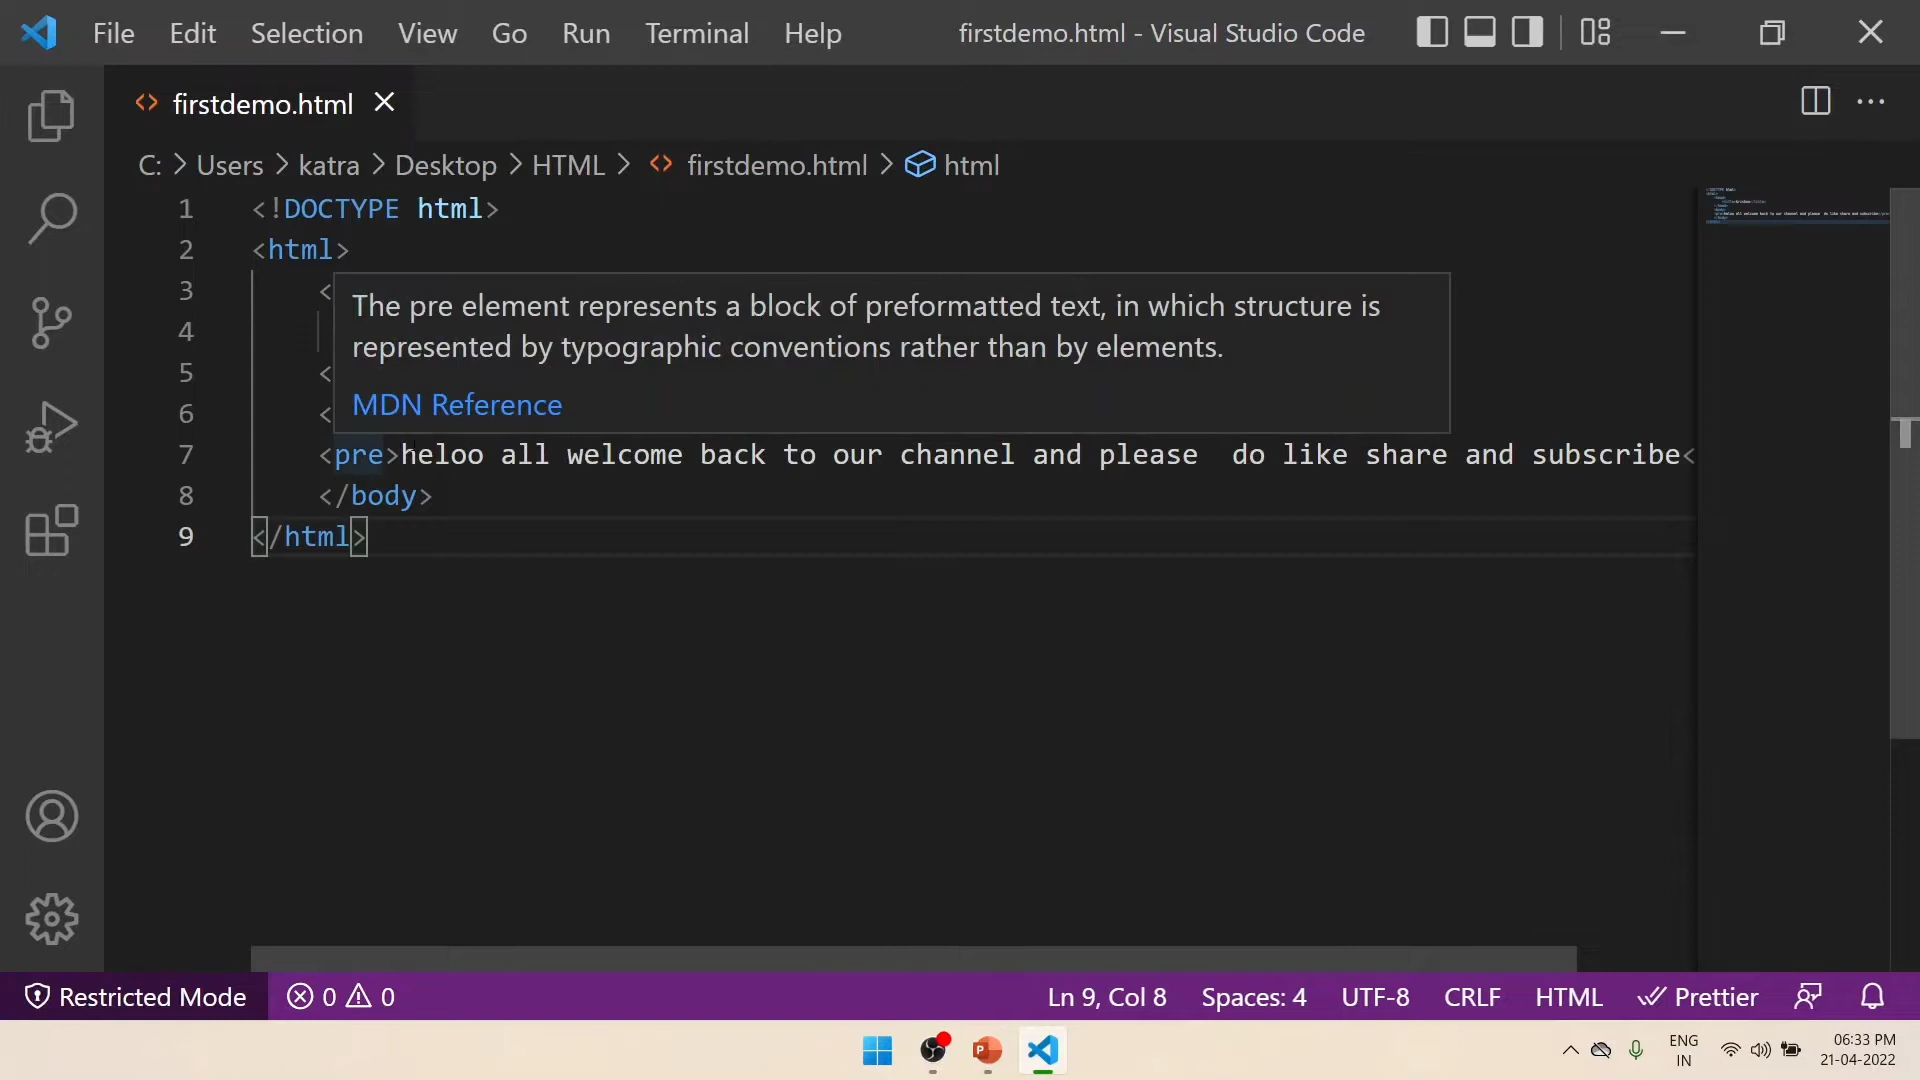 File Edit Selection View Go Run Terminal Help firstdemo.html - Visual Studio Code
firstdemo.html
C: > Users > katra > Desktop > HTML > firstdemo.html > html
1 <!DOCTYPE html>
2 <html>
3 <
The pre element represents a block of preformatted text, in which structure is
4
represented by typographic conventions rather than by elements.
5 <
MDN Reference
6 <
7 <pre>heloo all welcome back to our channel and please  do like share and subscribe<
8 </body>
9 </html>
Restricted Mode 0 0 Ln 9, Col 8 Spaces: 4 UTF-8 CRLF HTML Prettier
ENG
IN
06:33 PM
21-04-2022